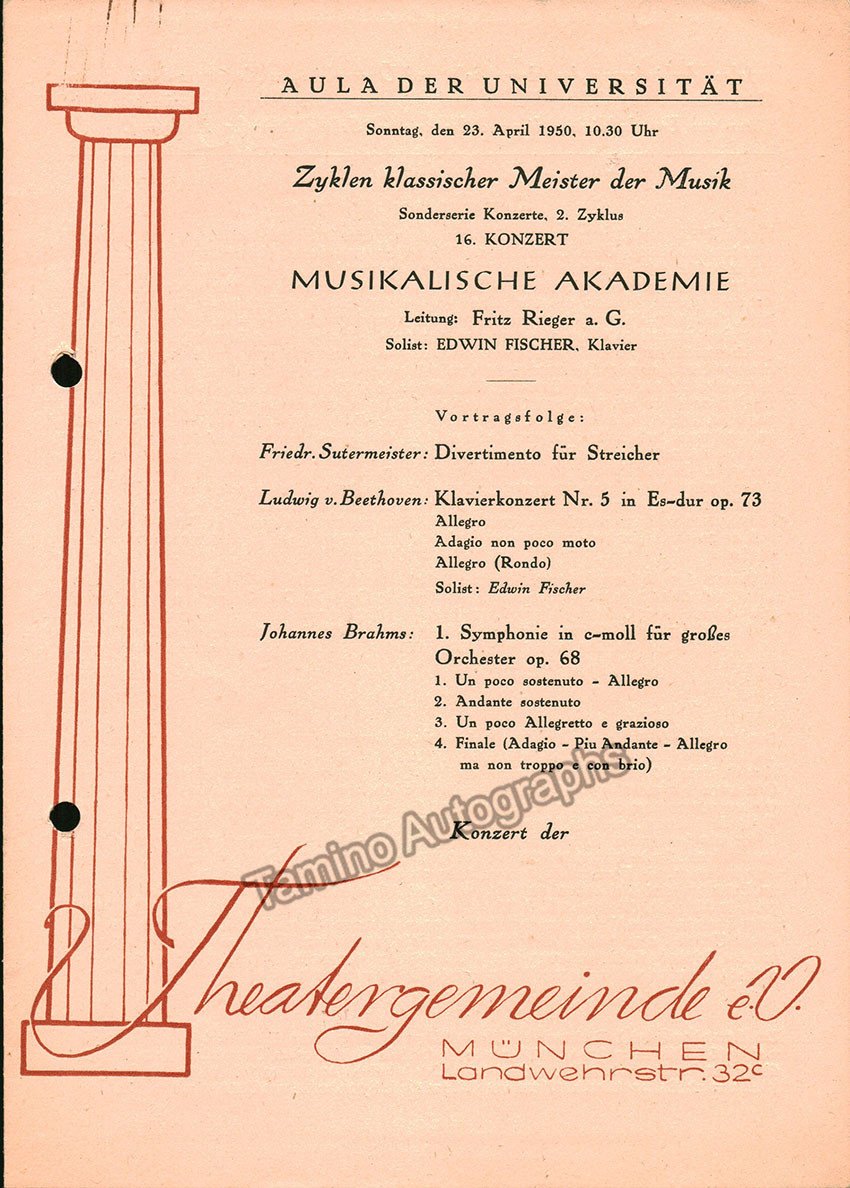 AULA DER UNIVERSITÄT
Sonntag, den 23. April 1950, 10.30 Uhr
Zyklen klassischer Meister der Musik
Sonderserie Konzerte, 2. Zyklus
16. KONZERT
MUSIKALISCHE AKADEMIE
Leitung: Fritz Rieger a. G.
Solist: EDWIN FISCHER, Klavier
Vortragsfolge:
Friedr. Sutermeister: Divertimento für Streicher
Ludwig v. Beethoven: Klavierkonzert Nr. 5 in Es-dur op. 73
Allegro
Adagio non poco moto
Allegro (Rondo)
Solist: Edwin Fischer
Johannes Brahms: 1. Symphonie in c-moll für großes
Orchester op. 68
1. Un poco sostenuto - Allegro
2. Andante sostenuto
3. Un poco Allegretto e grazioso
4. Finale (Adagio - Piu Andante - Allegro
ma non troppo e con brio)
Tamino Autographs
Konzert der
Theatergemeinde e.V.
MÜNCHEN
Landwehrstr. 32c